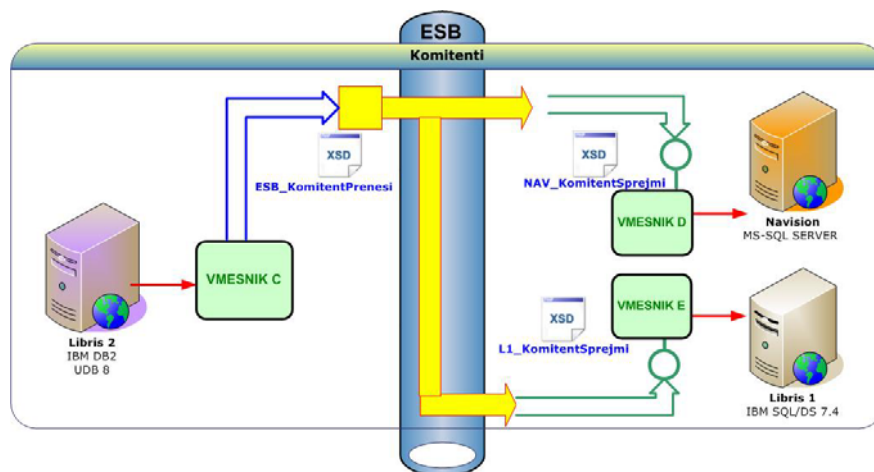 ESB
Komitenti
XSD
ESB_KomitentPrenesi
XSD
NAV_KomitentSprejmi
VMESNIK D
Navision
MS-SQL SERVER
VMESNIK C
Libris 2
IBM DB2
UDB 8
XSD
L1_KomitentSprejmi
VMESNIK E
Libris 1
IBM SQL/DS 7.4